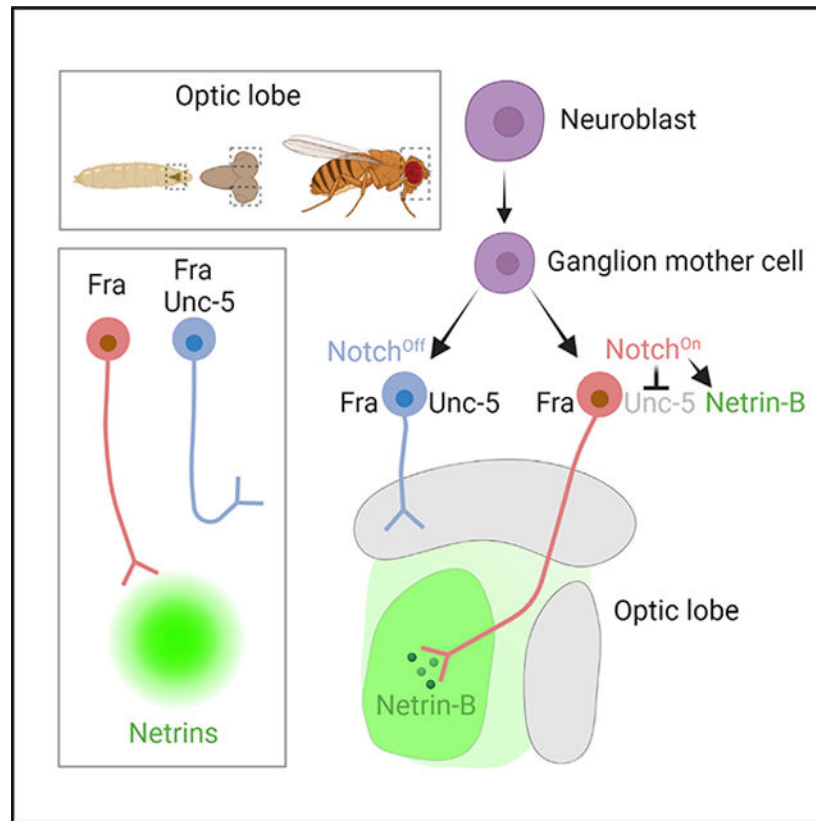 Optic lobe
Neuroblast
Ganglion mother cell
Fra
Fra
Unc-5
Netrins
Notch^Off
Notch^On
Fra Unc-5
Fra Unc-5 Netrin-B
Optic lobe
Netrin-B